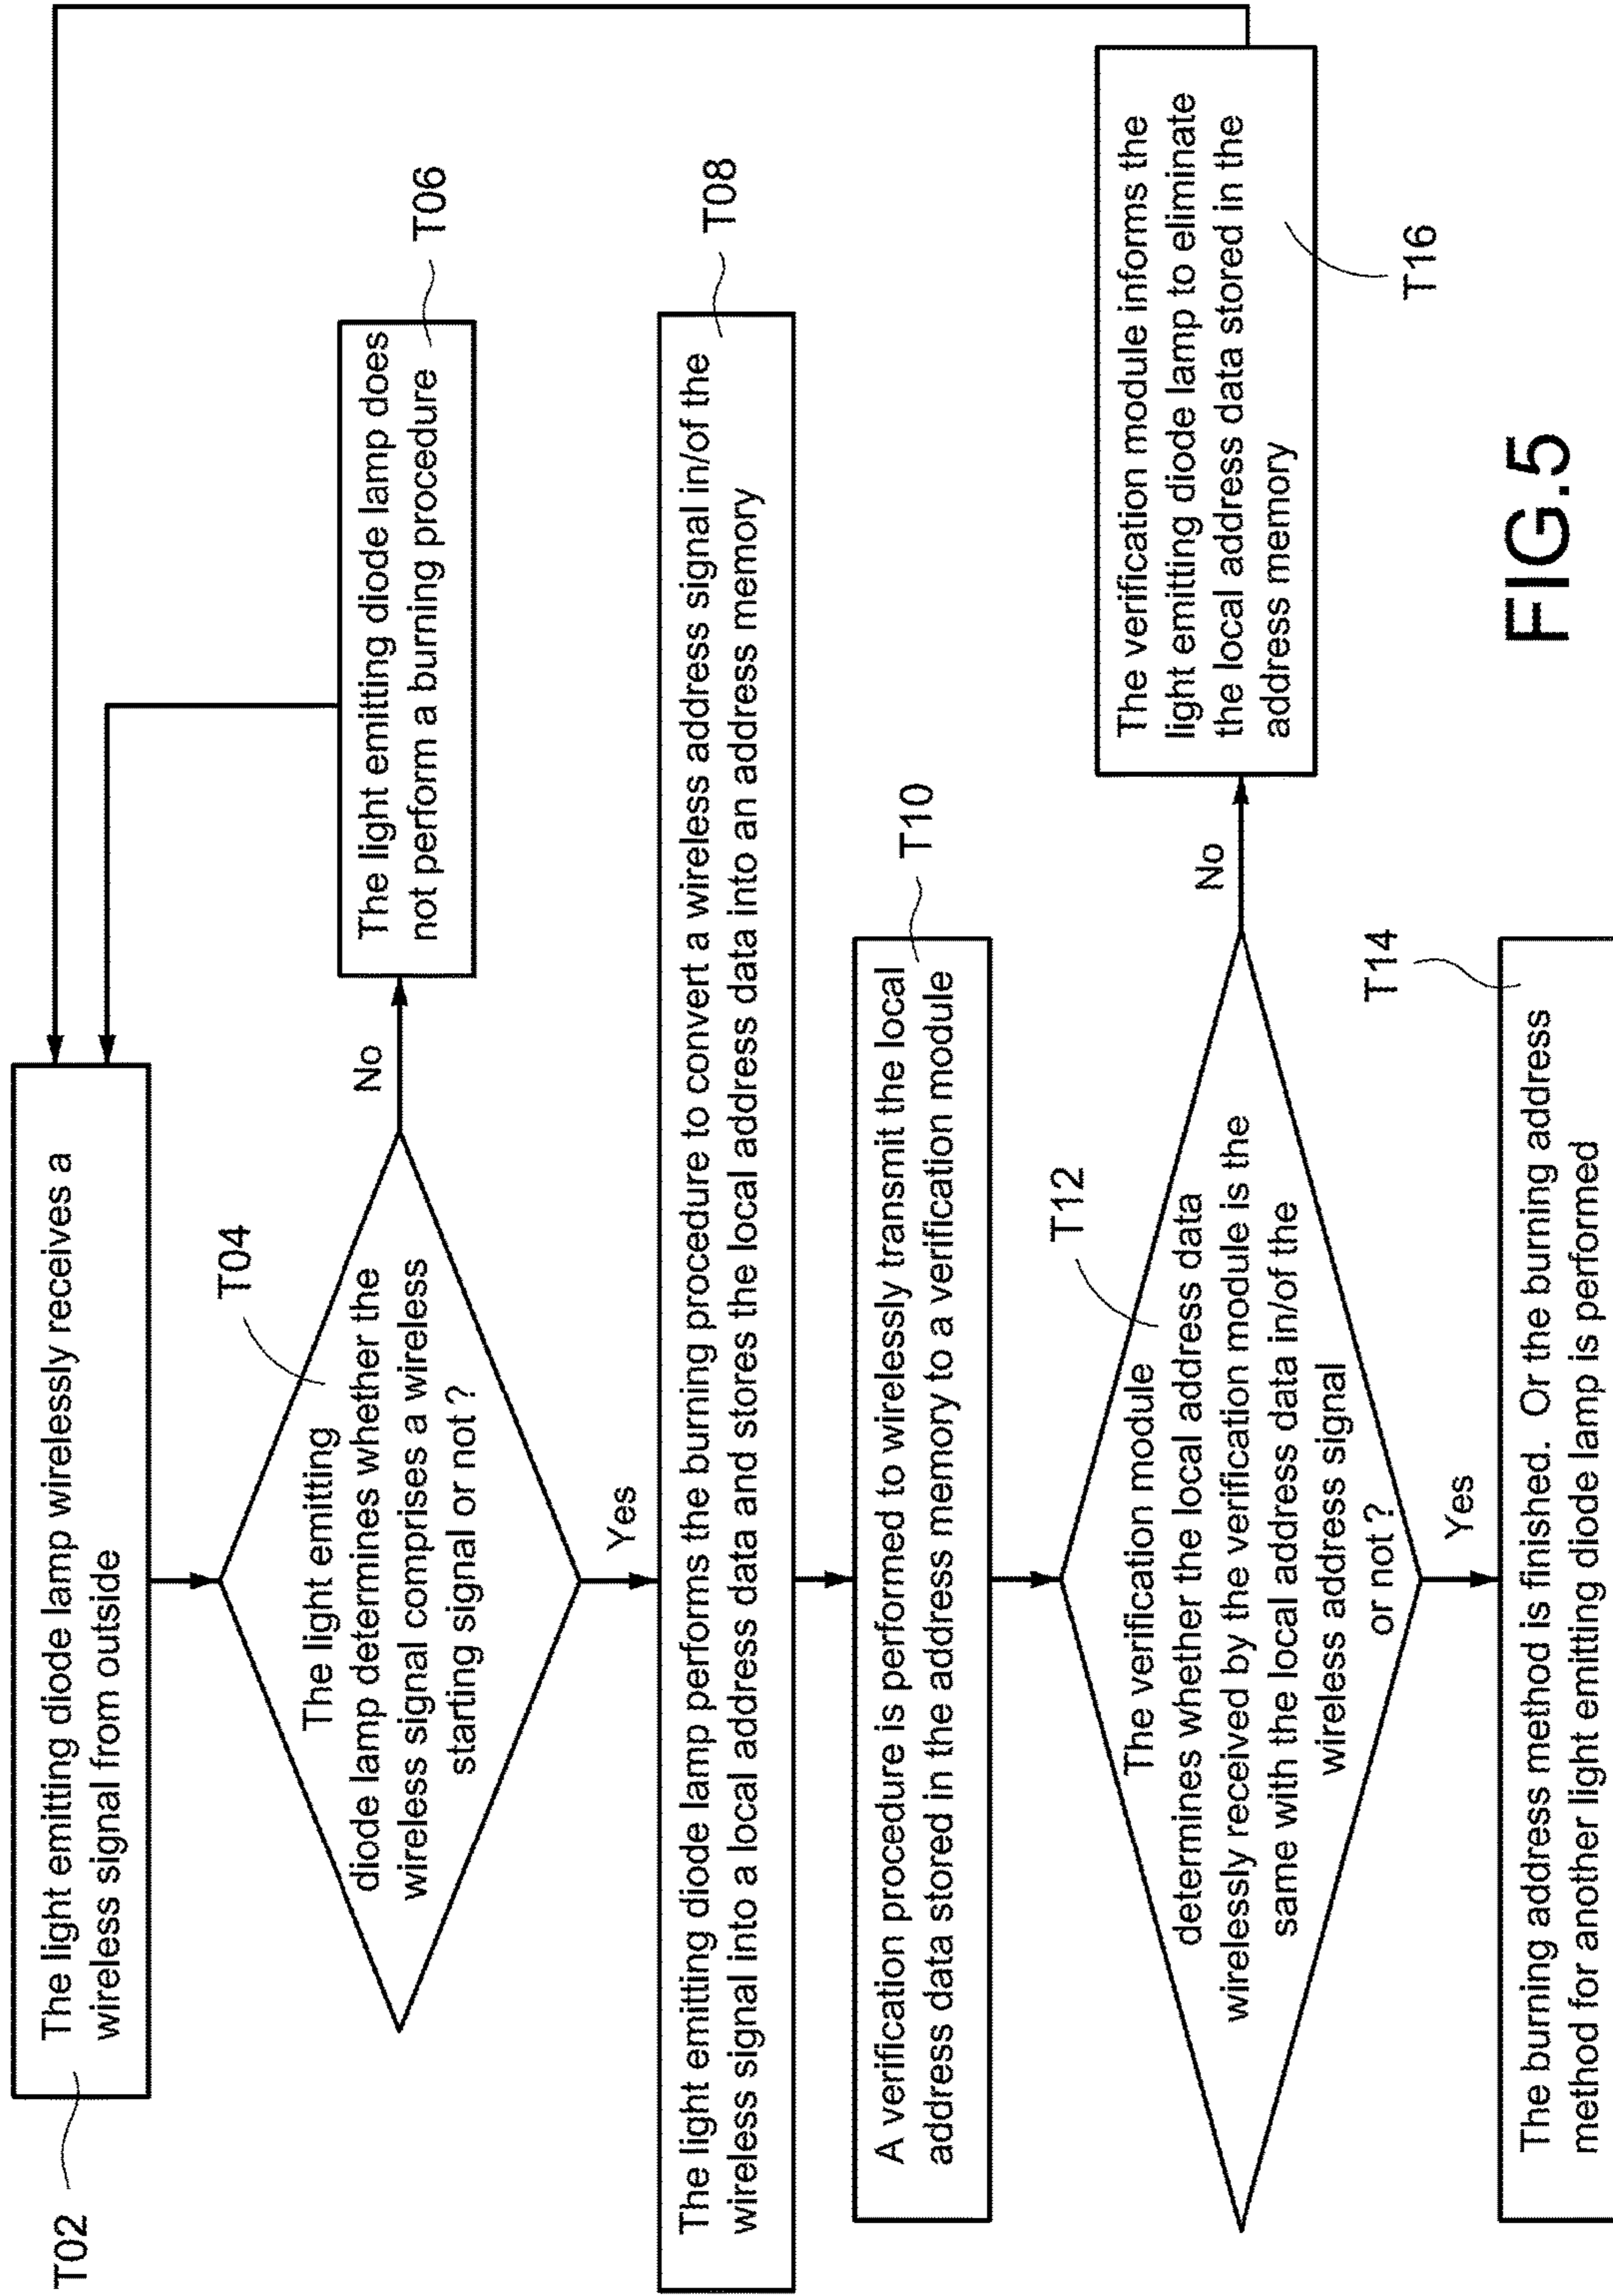 T02
The light emitting diode lamp wirelessly receives a
wireless signal from outside
T04
The light emitting
diode lamp determines whether the
wireless signal comprises a wireless
starting signal or not ?
No
The light emitting diode lamp does
not perform a burning procedure
T06
Yes
The light emitting diode lamp performs the burning procedure to convert a wireless address signal in/of the
wireless signal into a local address data and stores the local address data into an address memory
T08
A verification procedure is performed to wirelessly transmit the local
address data stored in the address memory to a verification module
T10
T12
The verification module
determines whether the local address data
wirelessly received by the verification module is the
same with the local address data in/of the
wireless address signal
or not ?
No
The verification module informs the
light emitting diode lamp to eliminate
the local address data stored in the
address memory
T16
Yes
T14
The burning address method is finished. Or the burning address
method for another light emitting diode lamp is performed
FIG.5